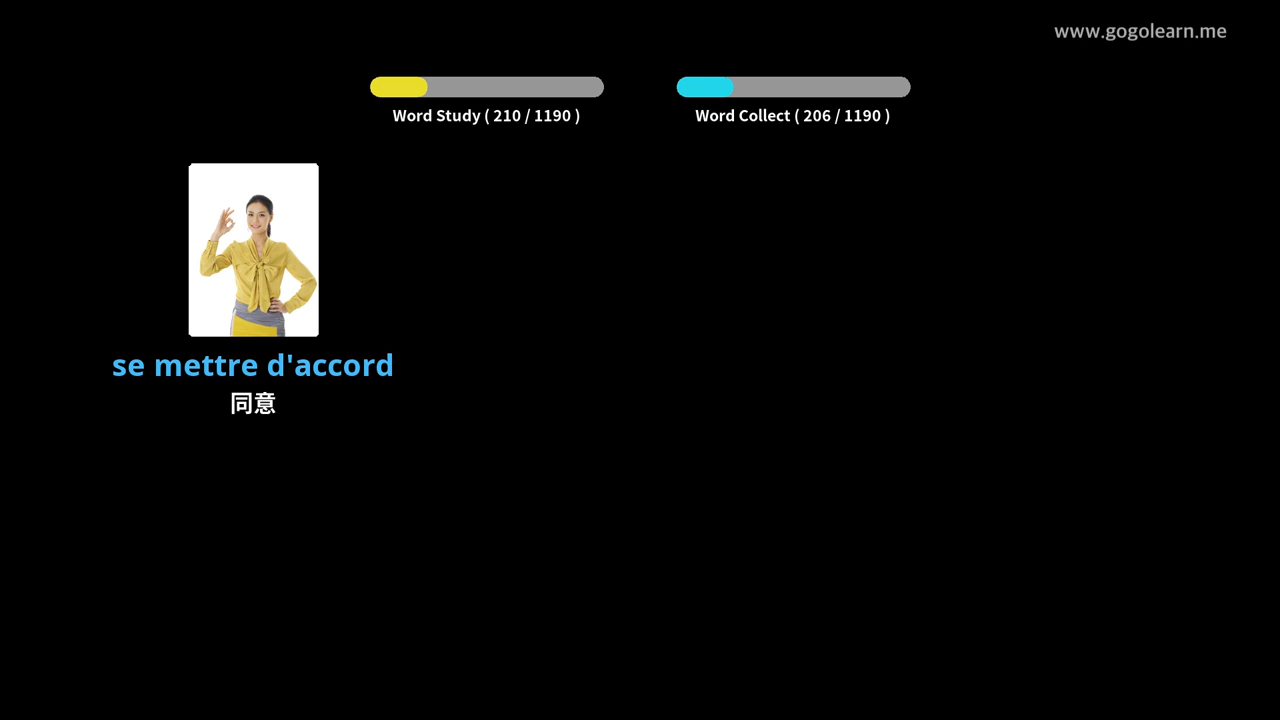 www.gogolearn.me
Word Study ( 210 / 1190 )
Word Collect ( 206 / 1190 )
se mettre d'accord
同意